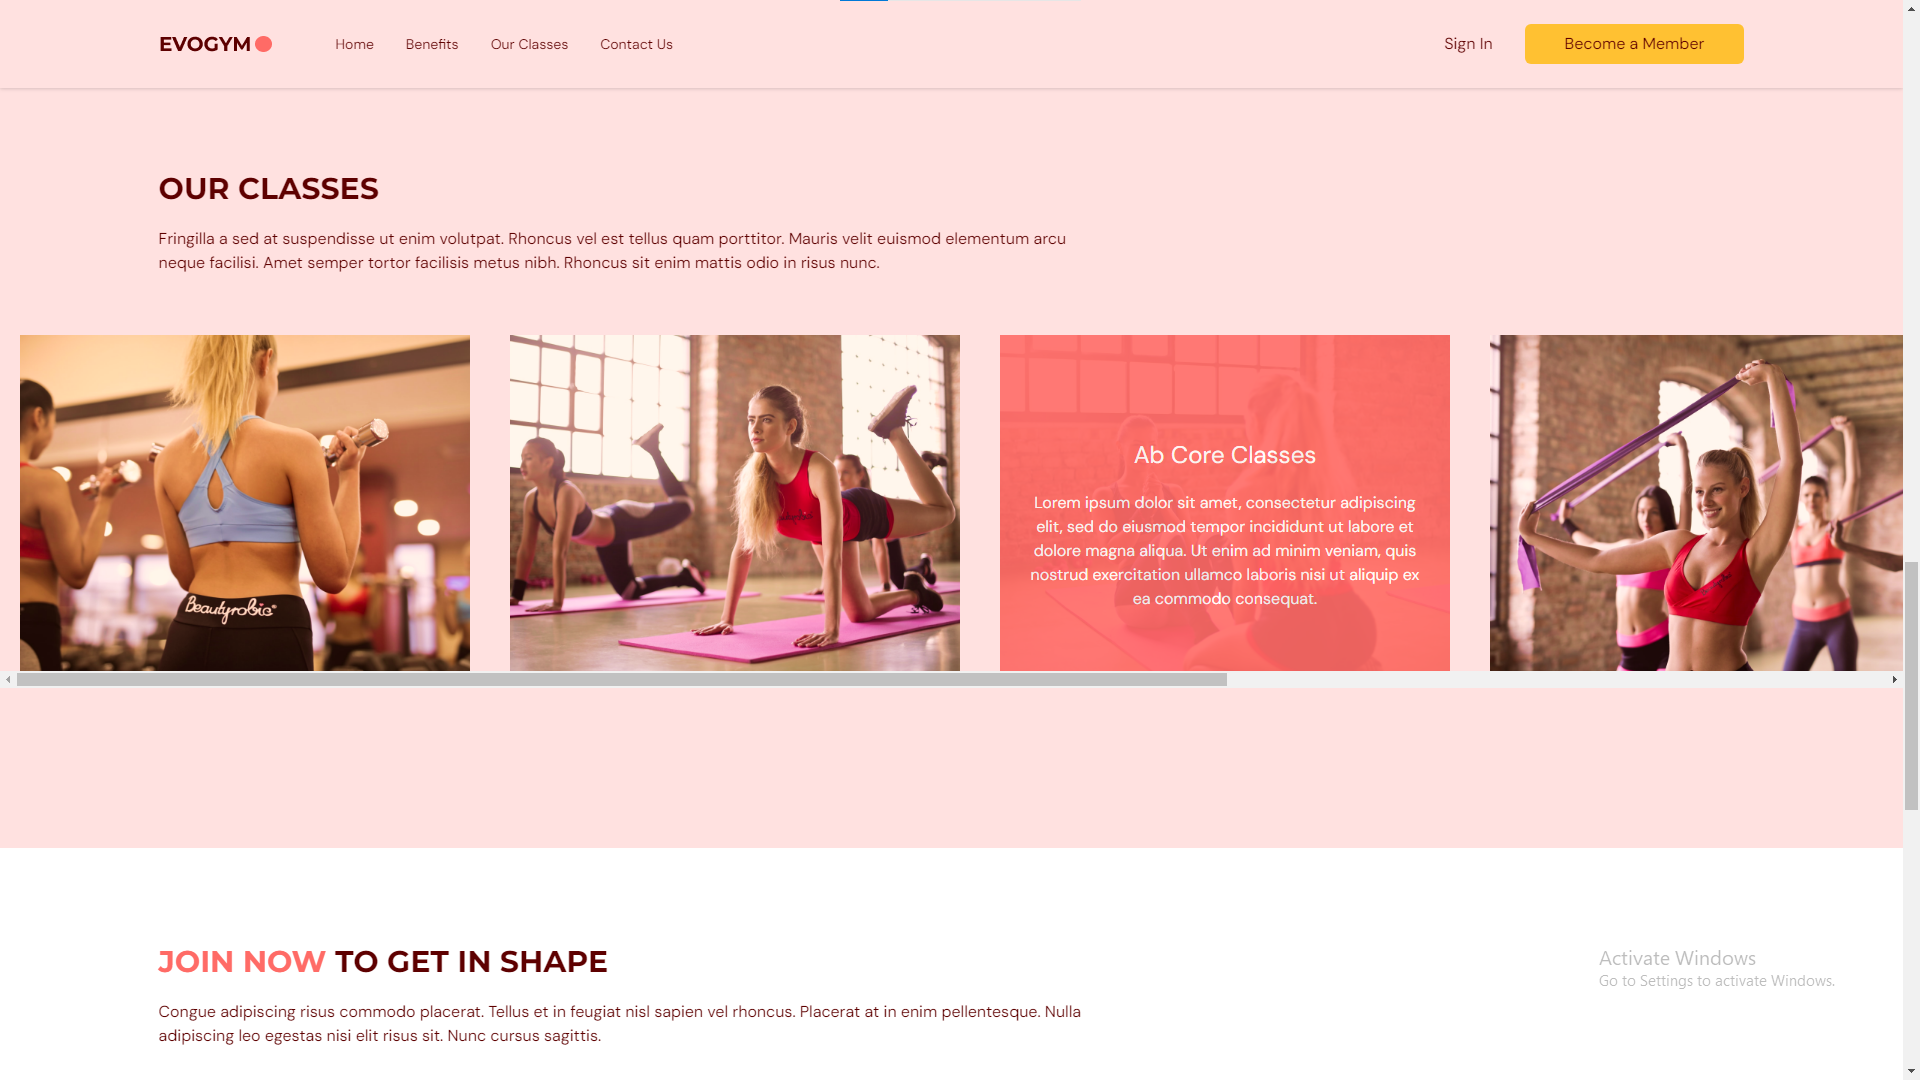 EVOGYM
Home
Benefits
Our Classes
Contact Us
Sign In
Become a Member
OUR CLASSES
Fringilla a sed at suspendisse ut enim volutpat. Rhoncus vel est tellus quam porttitor. Mauris velit euismod elementum arcu
neque facilisi. Amet semper tortor facilisis metus nibh. Rhoncus sit enim mattis odio in risus nunc.
Beautyrobic
Ab Core Classes
Lorem ipsum dolor sit amet, consectetur adipiscing
elit, sed do eiusmod tempor incididunt ut labore et
dolore magna aliqua. Ut enim ad minim veniam, quis
nostrud exercitation ullamco laboris nisi ut aliquip ex
ea commodo consequat.
JOIN NOW TO GET IN SHAPE
Congue adipiscing risus commodo placerat. Tellus et in feugiat nisl sapien vel rhoncus. Placerat at in enim pellentesque. Nulla
adipiscing leo egestas nisi elit risus sit. Nunc cursus sagittis.
Activate Windows
Go to Settings to activate Windows.